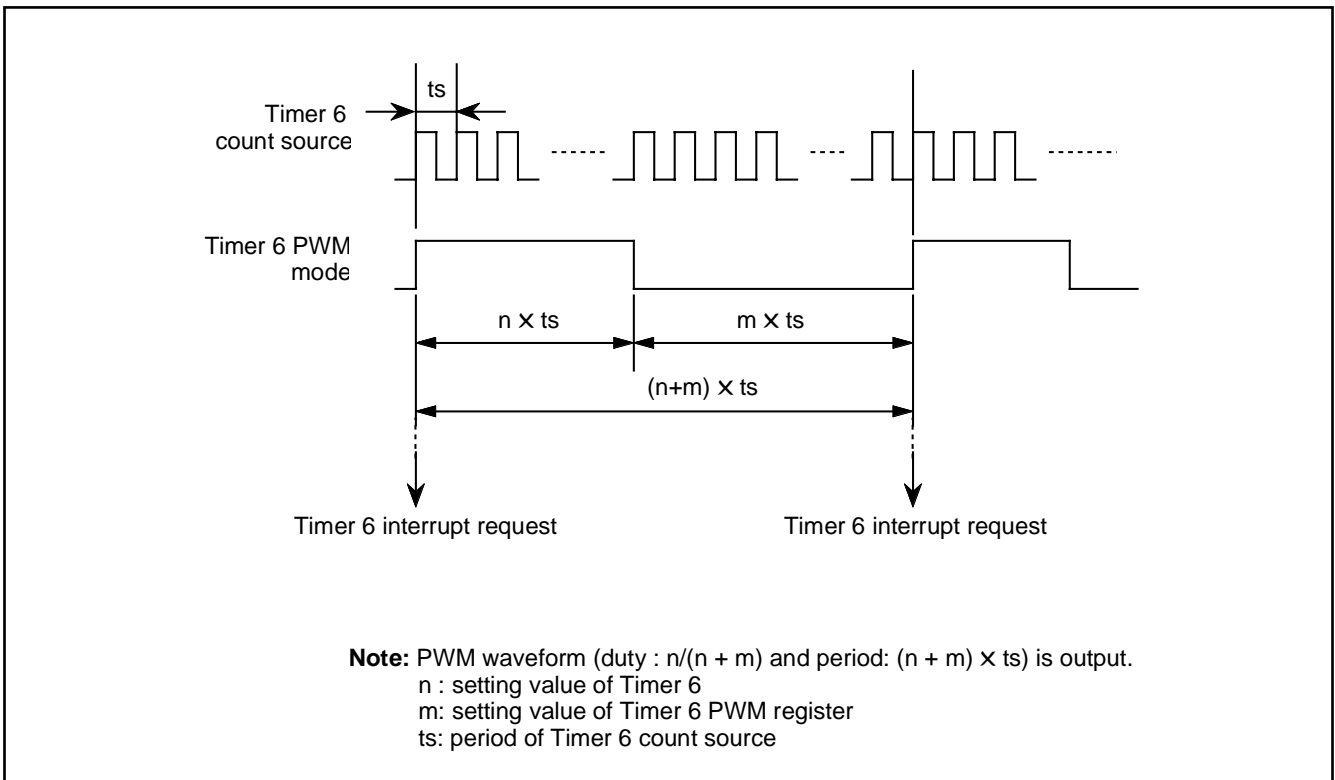 ts
Timer 6
count source
Timer 6 PWM
mode
n × ts
m × ts
(n+m) × ts
Timer 6 interrupt request
Timer 6 interrupt request
Note: PWM waveform (duty : n/(n + m) and period: (n + m) × ts) is output.
n : setting value of Timer 6
m: setting value of Timer 6 PWM register
ts: period of Timer 6 count source